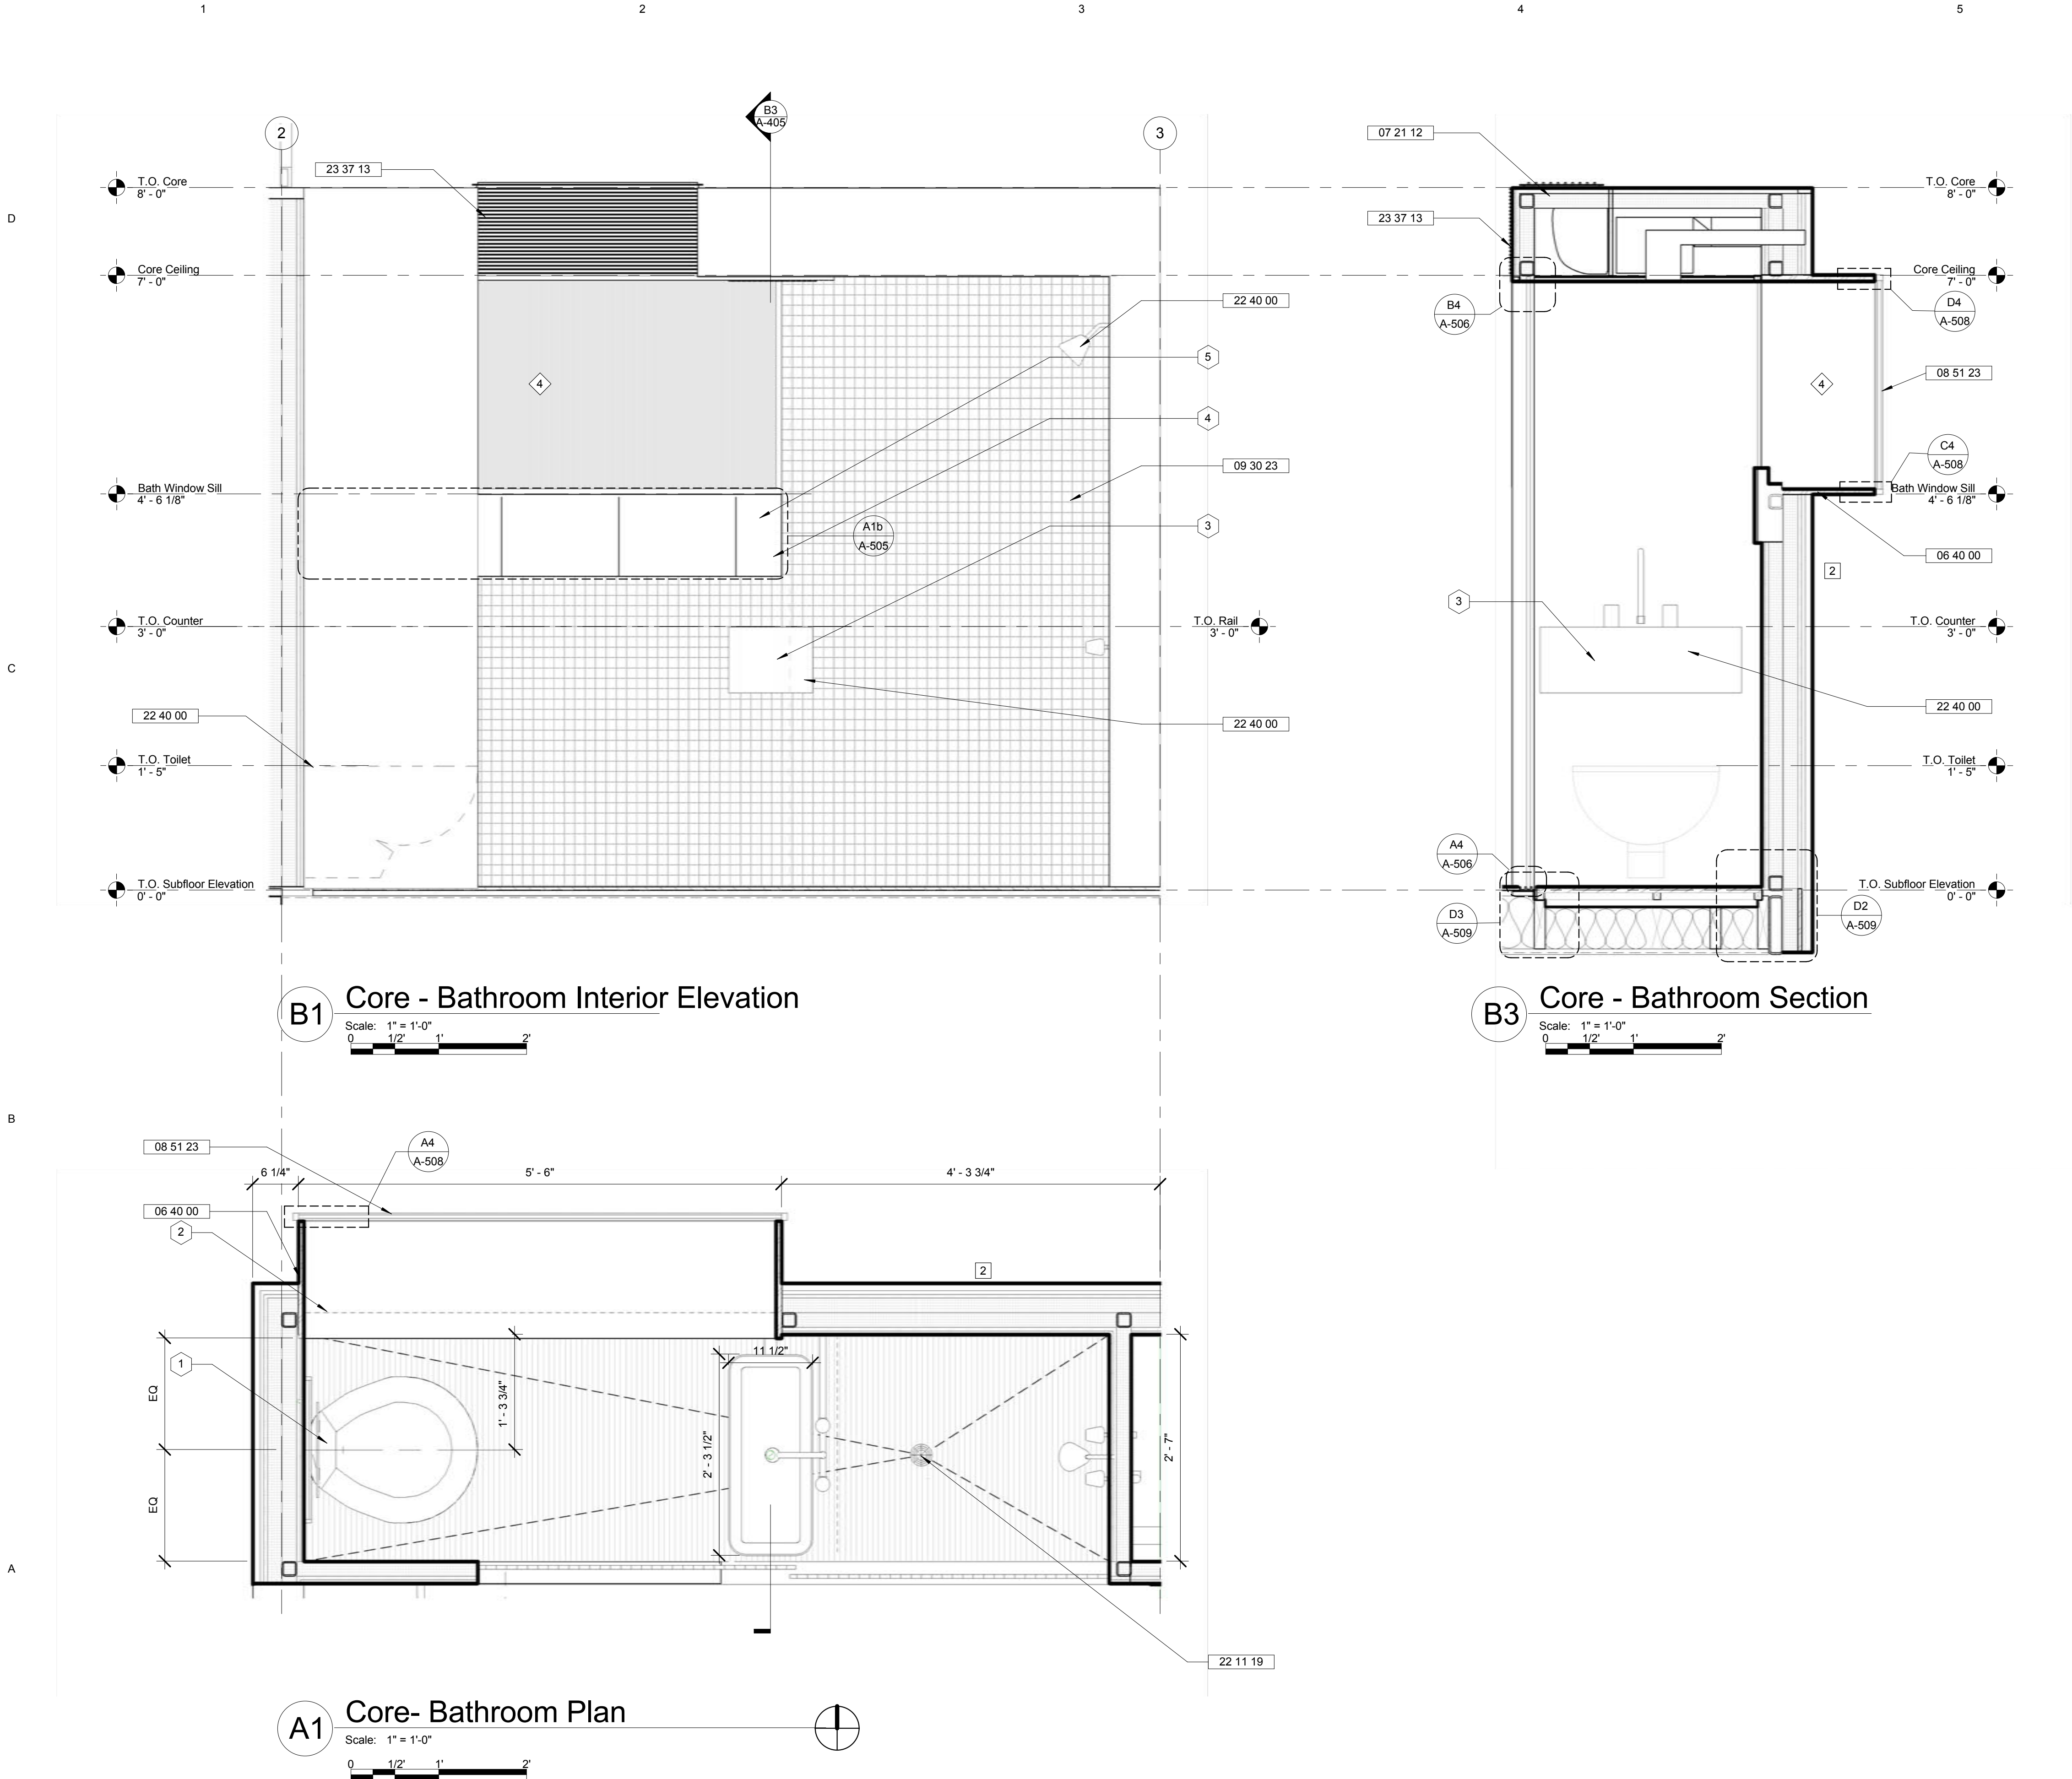 1 2 3 4 5
D
C
B
A
2
B3
A-405
3
23 37 13
T.O. Core
8' - 0"
Core Ceiling
7' - 0"
22 40 00
5
4
4
09 30 23
Bath Window Sill
4' - 6 1/8"
A1b
A-505
3
T.O. Counter
3' - 0"
T.O. Rail
3' - 0"
22 40 00
22 40 00
T.O. Toilet
1' - 5"
T.O. Subfloor Elevation
0' - 0"
B1
Core - Bathroom Interior Elevation
Scale: 1" = 1'-0"
0 1/2' 1' 2'
07 21 12
T.O. Core
8' - 0"
23 37 13
Core Ceiling
7' - 0"
B4
A-506
D4
A-508
4
08 51 23
C4
A-508
Bath Window Sill
4' - 6 1/8"
06 40 00
2
3
T.O. Counter
3' - 0"
22 40 00
T.O. Toilet
1' - 5"
A4
A-506
T.O. Subfloor Elevation
0' - 0"
D3
A-509
D2
A-509
B3
Core - Bathroom Section
Scale: 1" = 1'-0"
0 1/2' 1' 2'
08 51 23
A4
A-508
6 1/4"
5' - 6"
4' - 3 3/4"
06 40 00
2
2
1
EQ
EQ
1' - 3 3/4"
11 1/2"
2' - 3 1/2"
2' - 7"
22 11 19
A1
Core- Bathroom Plan
Scale: 1" = 1'-0"
0 1/2' 1' 2'